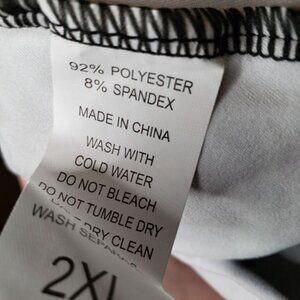 92% POLYESTER
8% SPANDEX
MADE IN CHINA
WASH WITH
COLD WATER
DO NOT BLEACH
DO NOT TUMBLE DRY
DRY CLEAN
WASH
2XL